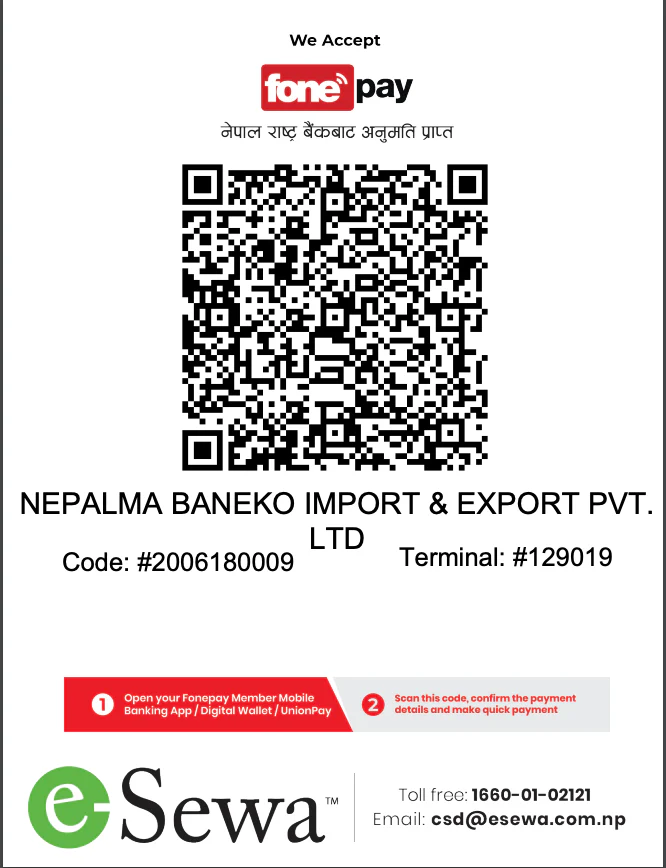 We Accept
fonepay
नेपाल राष्ट्र बैंकबाट अनुमति प्राप्त
NEPALMA BANEKO IMPORT & EXPORT PVT.
LTD
Code: #2006180009
Terminal: #129019
1 Open your Fonepay Member Mobile
Banking App / Digital Wallet / UnionPay
2 Scan this code, confirm the payment
details and make quick payment
e-Sewa™
Toll free: 1660-01-02121
Email: csd@esewa.com.np